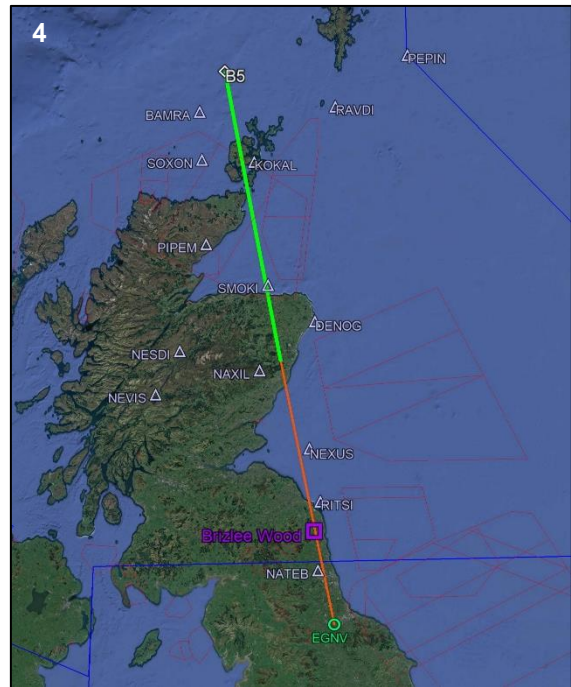 4
B5
PEPIN
BAMRA
RAVDI
SOXON
KOKAL
PIPEM
SMOKI
DENOG
NESDI
NAXIL
NEVIS
NEXUS
RITSI
Brizlee Wood
NATEB
EGNV